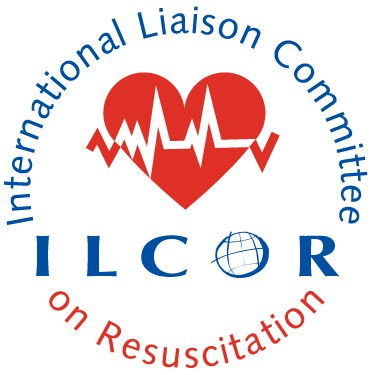 International Liaison Committee
ILCOR
on Resuscitation